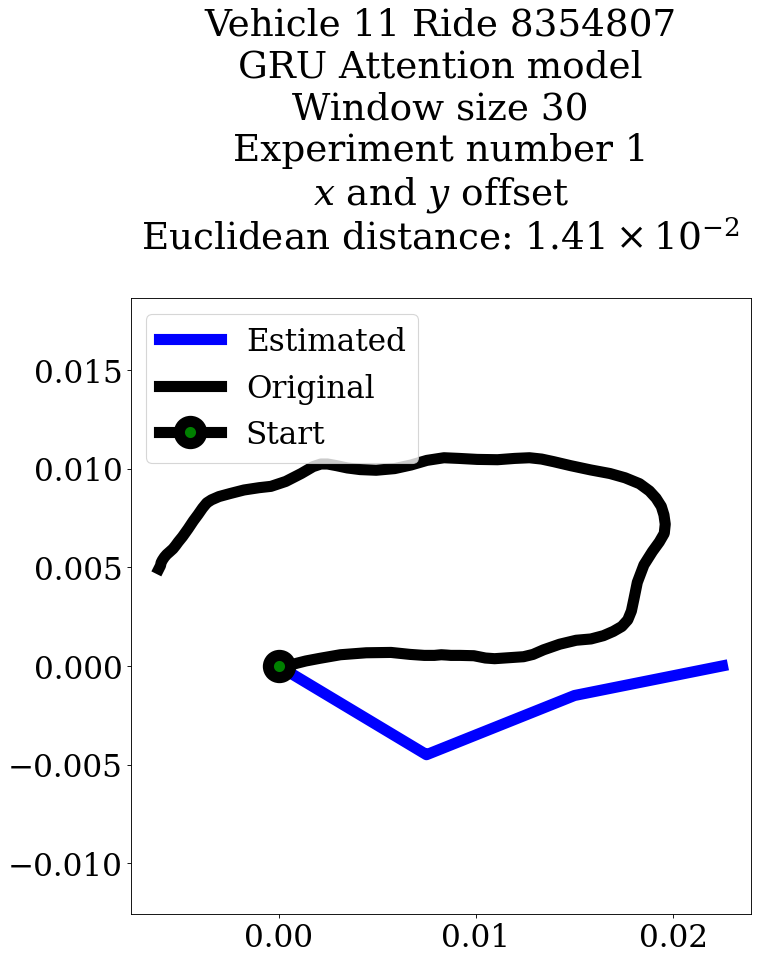 Vehicle 11 Ride 8354807
GRU Attention model
Window size 30
Experiment number 1
x and y offset
Euclidean distance: 1.41 × 10⁻²
Estimated
Original
Start
0.015
0.010
0.005
0.000
−0.005
−0.010
0.00 0.01 0.02